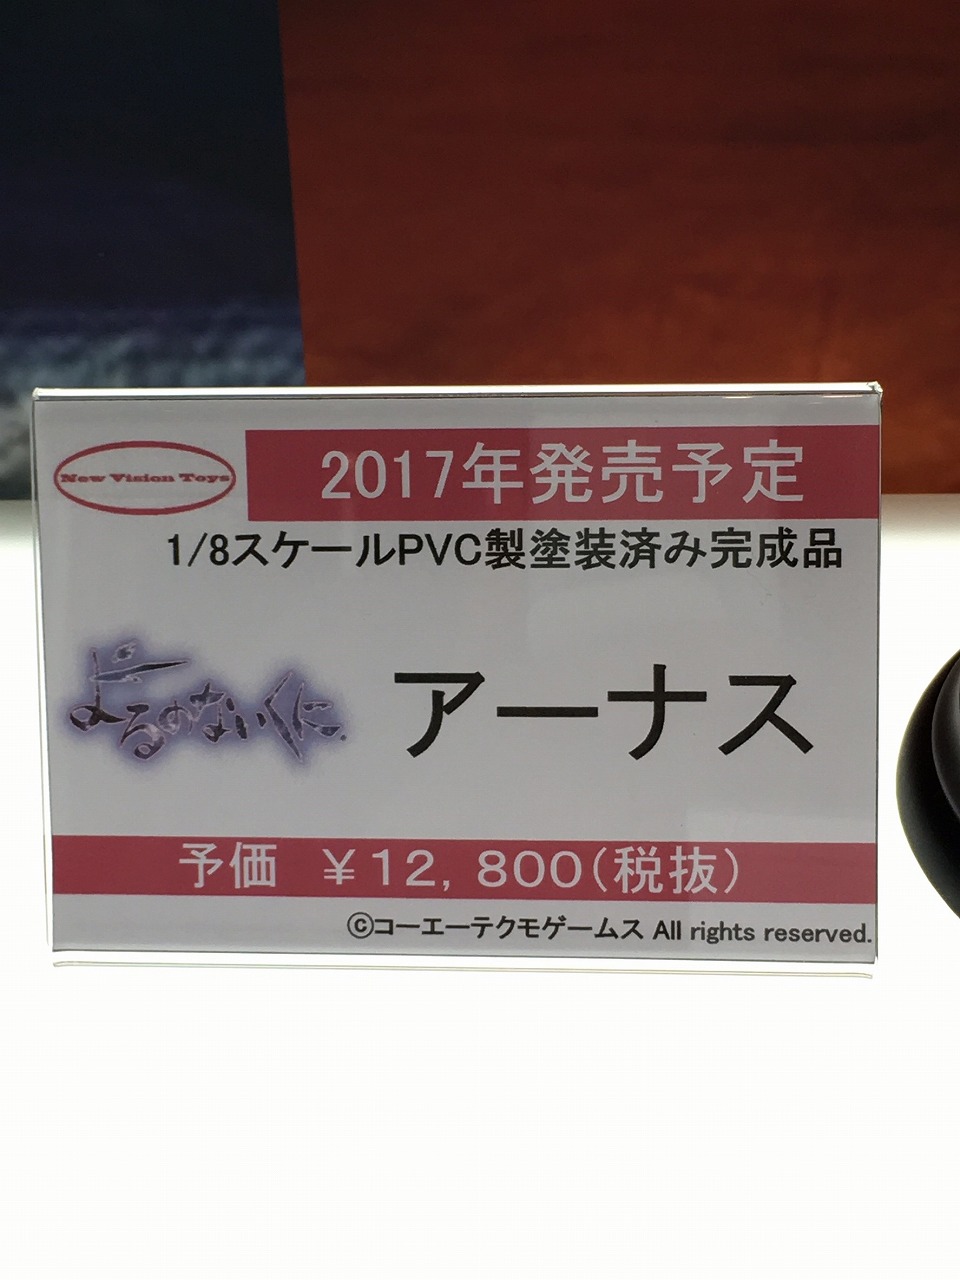 New Vision Toys
2017年発売予定
1/8スケールPVC製塗装済み完成品
よるのないくに
アーナス
予価 ¥12,800(税抜)
©コーエーテクモゲームス All rights reserved.